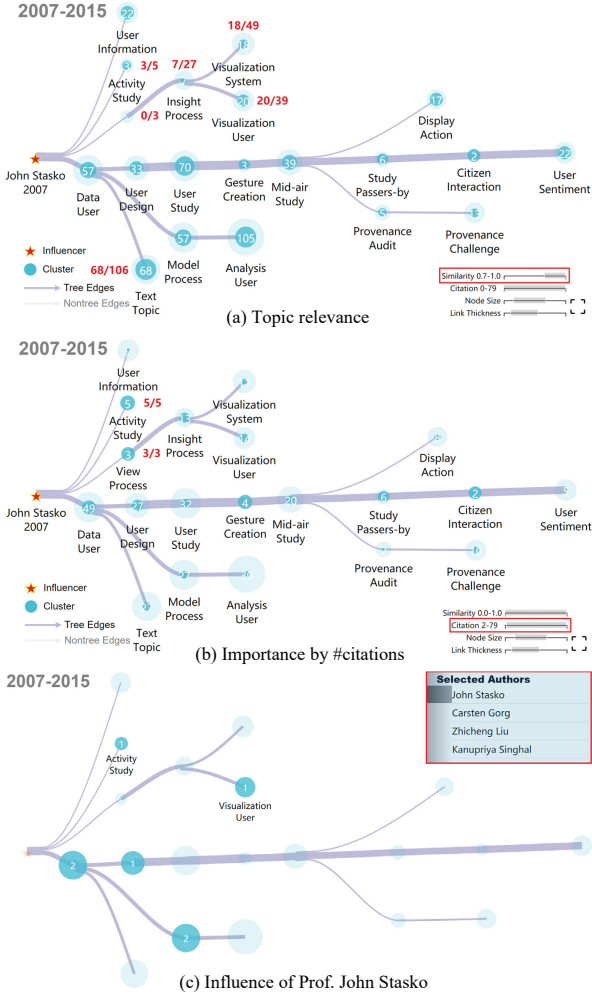 2007-2015
22
User
Information
3
3/5
Activity
Study
0/3
7/27
Insight
Process
18/49
18
Visualization
System
20
20/39
Visualization
User
17
Display
Action
John Stasko
2007
57
Data
User
33
User
Design
70
User
Study
3
Gesture
Creation
39
Mid-air
Study
6
Study
Passers-by
2
Citizen
Interaction
22
User
Sentiment
Provenance
Audit
Provenance
Challenge
57
Model
Process
105
Analysis
User
68/106
68
Text
Topic
Influencer
Cluster
Tree Edges
Nontree Edges
Similarity 0.7-1.0
Citation 0-79
Node Size
Link Thickness
(a) Topic relevance
2007-2015
User
Information
5
5/5
Activity
Study
3
3/3
View
Process
13
Insight
Process
Visualization
System
14
Visualization
User
Display
Action
John Stasko
2007
49
Data
User
27
User
Design
32
User
Study
4
Gesture
Creation
20
Mid-air
Study
6
Study
Passers-by
2
Citizen
Interaction
User
Sentiment
Provenance
Audit
Provenance
Challenge
27
Model
Process
Analysis
User
27
Text
Topic
Influencer
Cluster
Tree Edges
Nontree Edges
Similarity 0.0-1.0
Citation 2-79
Node Size
Link Thickness
(b) Importance by #citations
2007-2015
Selected Authors
John Stasko
Carsten Gorg
Zhicheng Liu
Kanupriya Singhal
1
Activity
Study
1
Visualization
User
2
1
2
(c) Influence of Prof. John Stasko